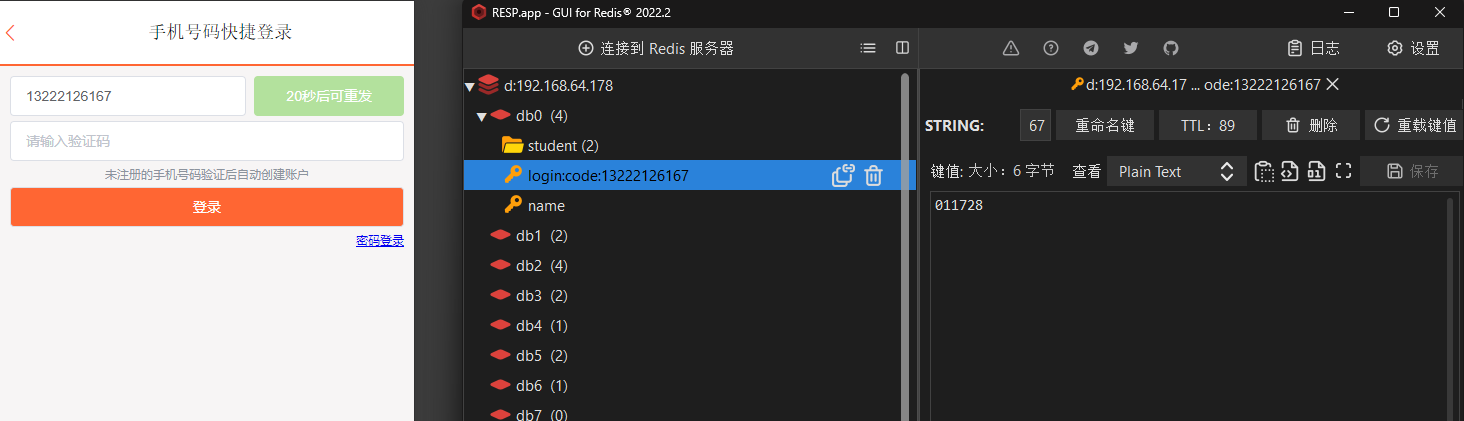 手机号码快捷登录
13222126167
20秒后可重发
请输入验证码
未注册的手机号码验证后自动创建账户
登录
密码登录
RESP.app - GUI for Redis® 2022.2
连接到 Redis 服务器
日志
设置
d:192.168.64.178
db0 (4)
student (2)
login:code:13222126167
name
db1 (2)
db2 (4)
db3 (2)
db4 (1)
db5 (2)
db6 (1)
db7 (0)
d:192.168.64.17 ... ode:13222126167
STRING:
67
重命名键
TTL：89
删除
重载键值
键值: 大小：6 字节
查看
Plain Text
保存
011728